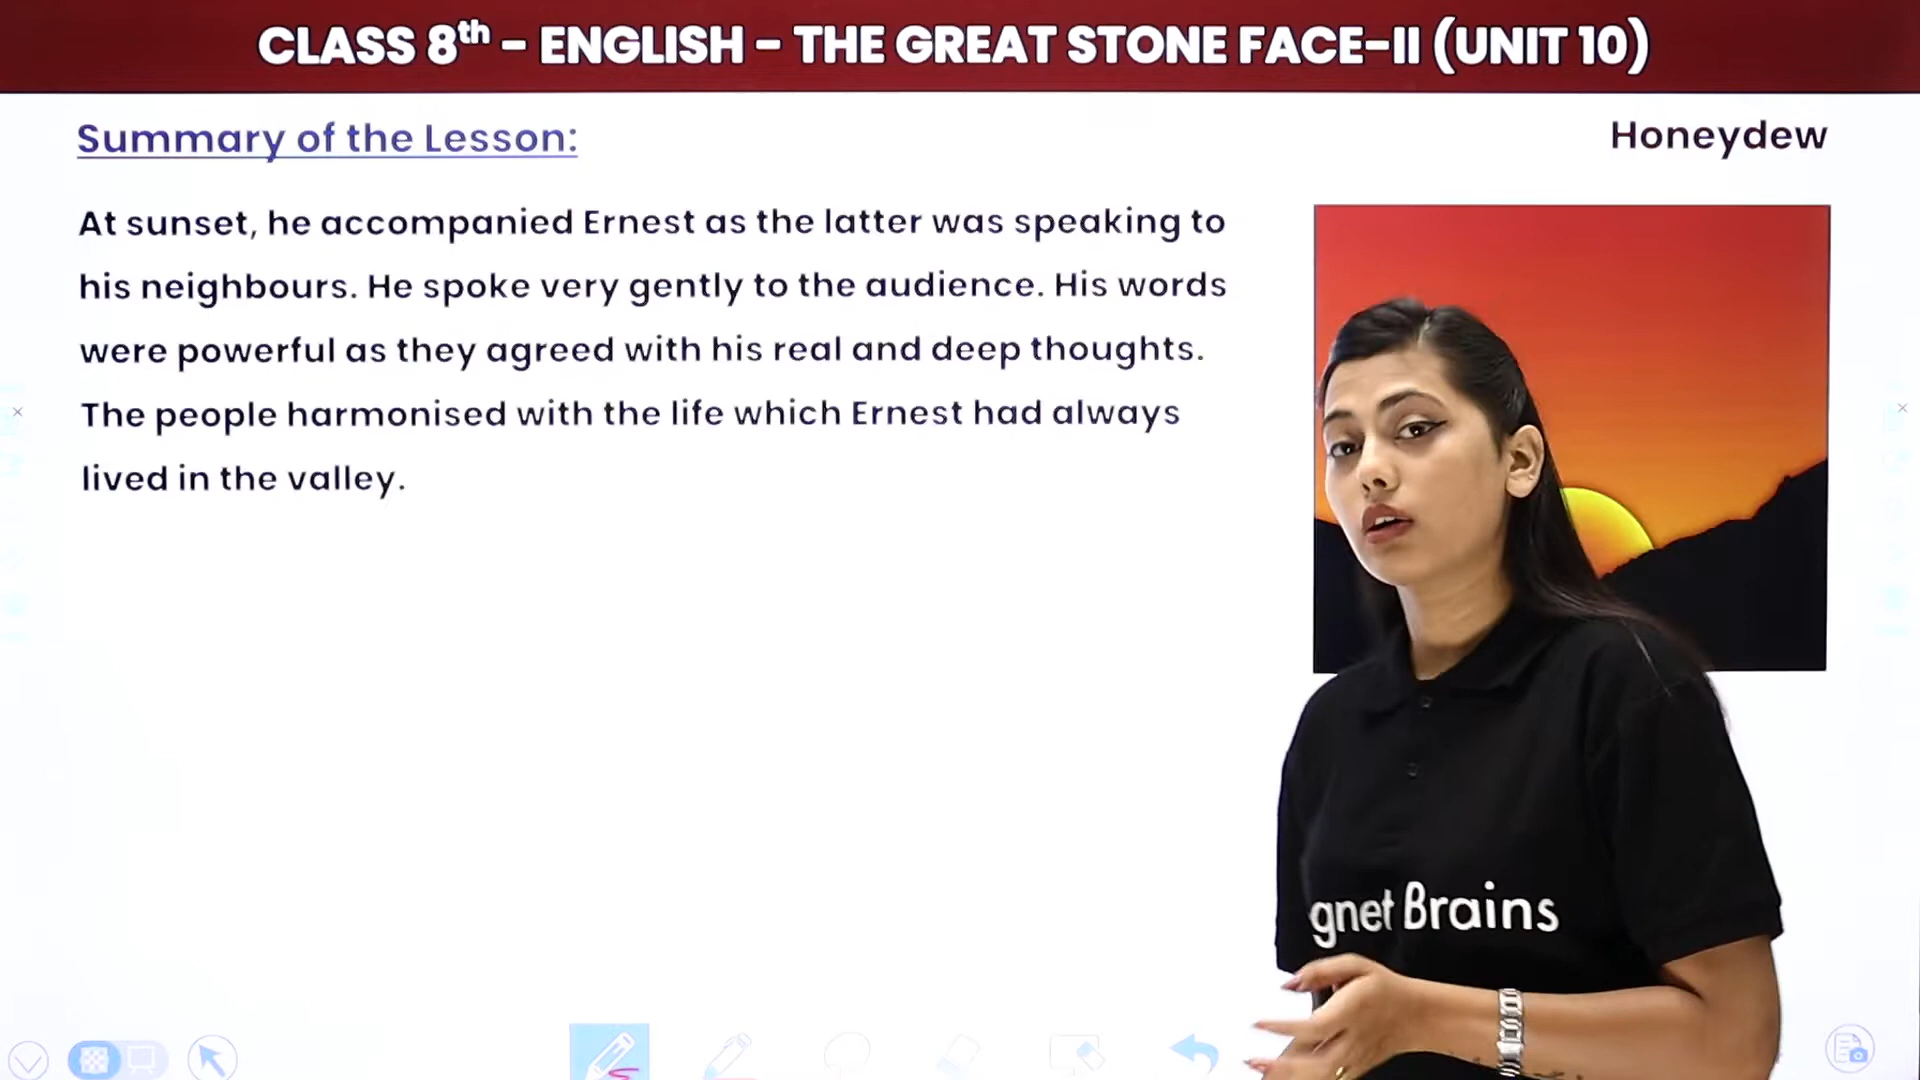 CLASS 8th - ENGLISH - THE GREAT STONE FACE-II (UNIT 10)
Summary of the Lesson:
Honeydew
At sunset, he accompanied Ernest as the latter was speaking to
his neighbours. He spoke very gently to the audience. His words
were powerful as they agreed with his real and deep thoughts.
The people harmonised with the life which Ernest had always
lived in the valley.
gnet Brains